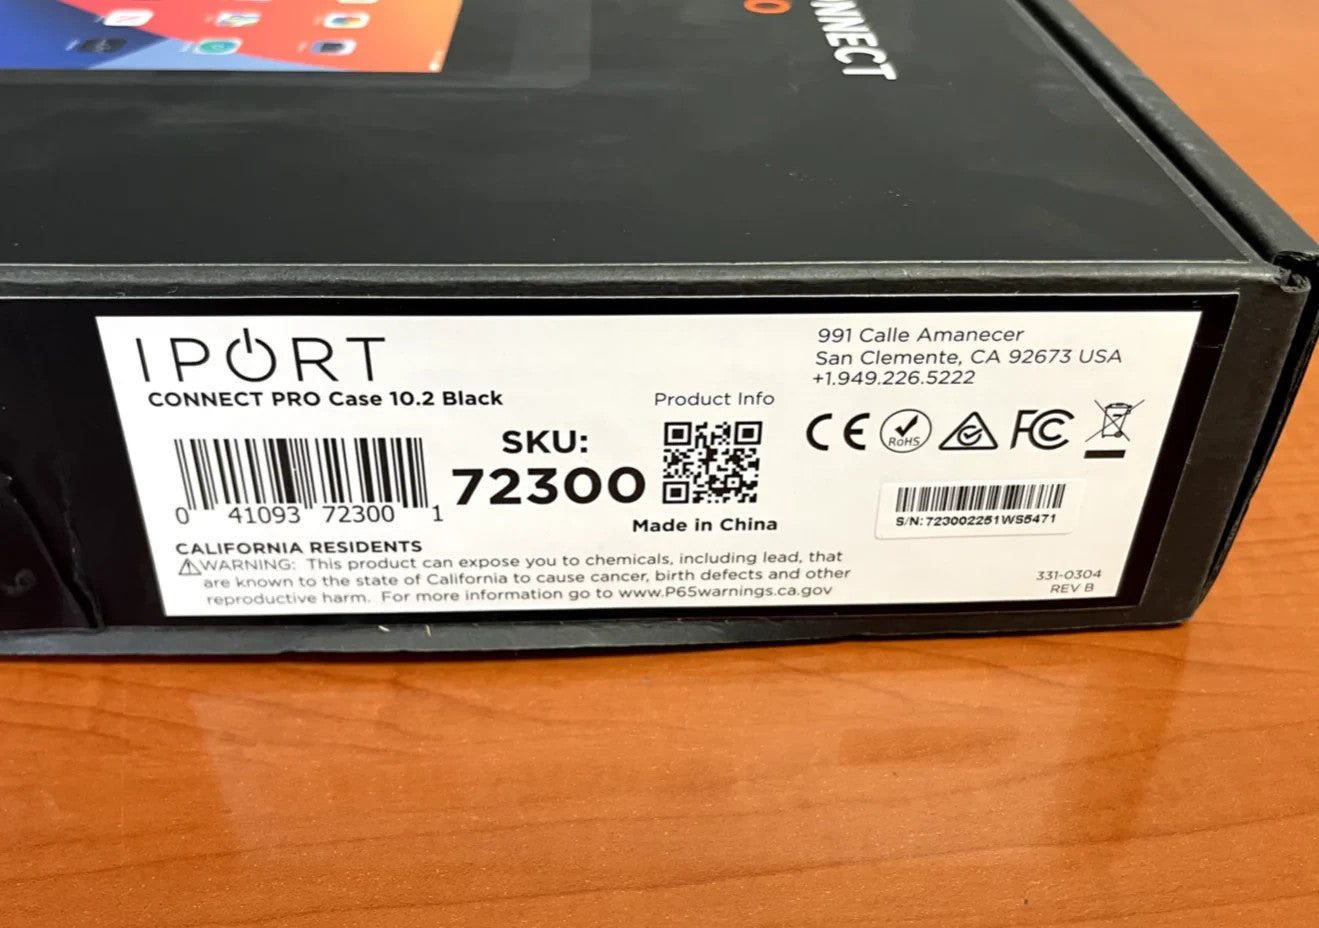 NNECT
O
IPORT
CONNECT PRO Case 10.2 Black
0 41093 72300 1
SKU:
72300
Product Info
Made in China
991 Calle Amanecer
San Clemente, CA 92673 USA
+1.949.226.5222
CE RoHS FC
S/N: 723002251WS5471
CALIFORNIA RESIDENTS
WARNING: This product can expose you to chemicals, including lead, that
are known to the state of California to cause cancer, birth defects and other
reproductive harm. For more information go to www.P65warnings.ca.gov
331-0304
REV B